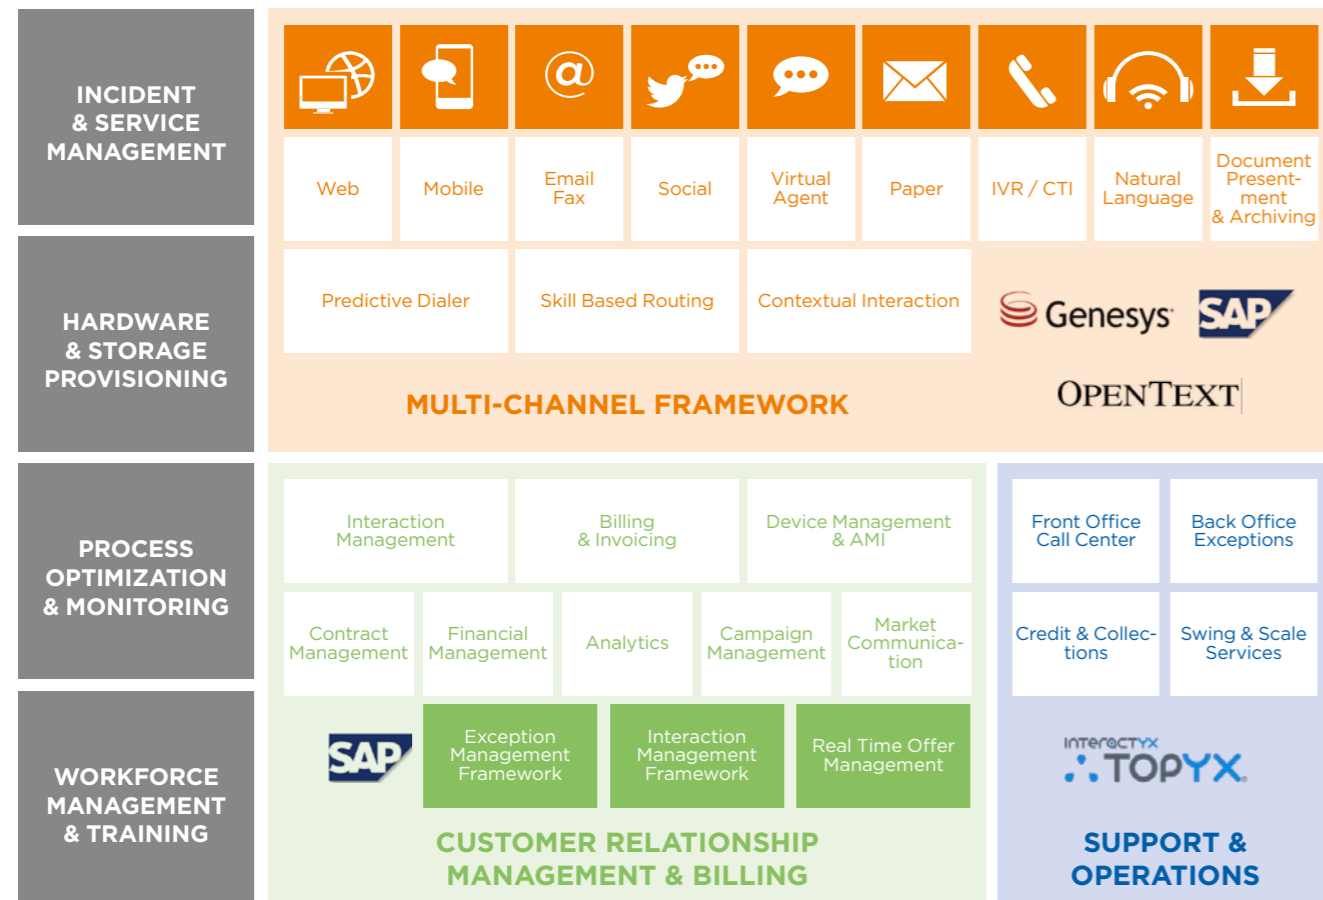 INCIDENT
& SERVICE
MANAGEMENT
HARDWARE
& STORAGE
PROVISIONING
PROCESS
OPTIMIZATION
& MONITORING
WORKFORCE
MANAGEMENT
& TRAINING
@
Web
Mobile
Email
Fax
Social
Virtual
Agent
Paper
IVR / CTI
Natural
Language
Document
Present-
ment
& Archiving
Predictive Dialer
Skill Based Routing
Contextual Interaction
Genesys
SAP
OPENTEXT
MULTI-CHANNEL FRAMEWORK
Interaction
Management
Billing
& Invoicing
Device Management
& AMI
Contract
Management
Financial
Management
Analytics
Campaign
Management
Market
Communica-
tion
SAP
Exception
Management
Framework
Interaction
Management
Framework
Real Time Offer
Management
CUSTOMER RELATIONSHIP
MANAGEMENT & BILLING
Front Office
Call Center
Back Office
Exceptions
Credit & Collec-
tions
Swing & Scale
Services
INTERACTYX
TOPYX®
SUPPORT &
OPERATIONS